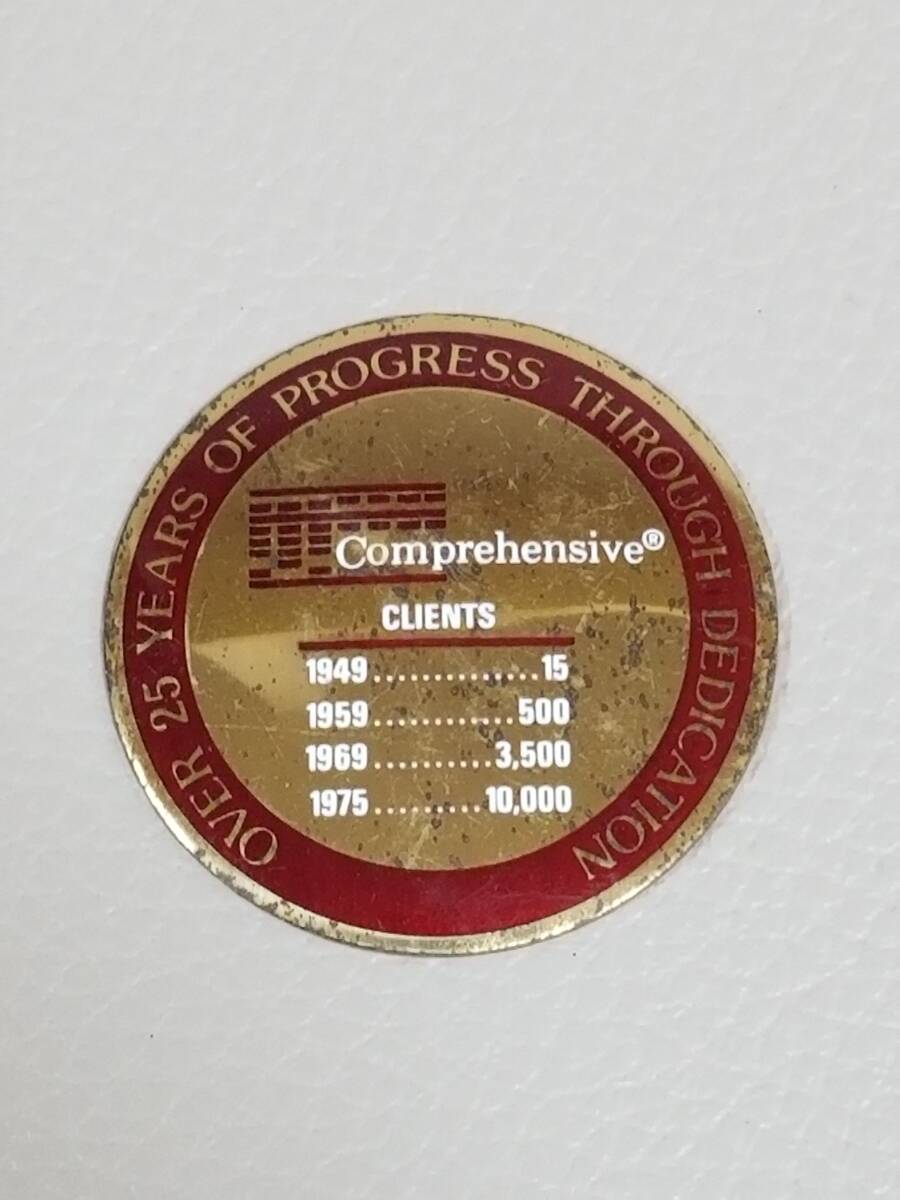 OVER 25 YEARS OF PROGRESS THROUGH DEDICATION
Comprehensive®
CLIENTS
1949..............15
1959............500
1969..........3,500
1975.........10,000